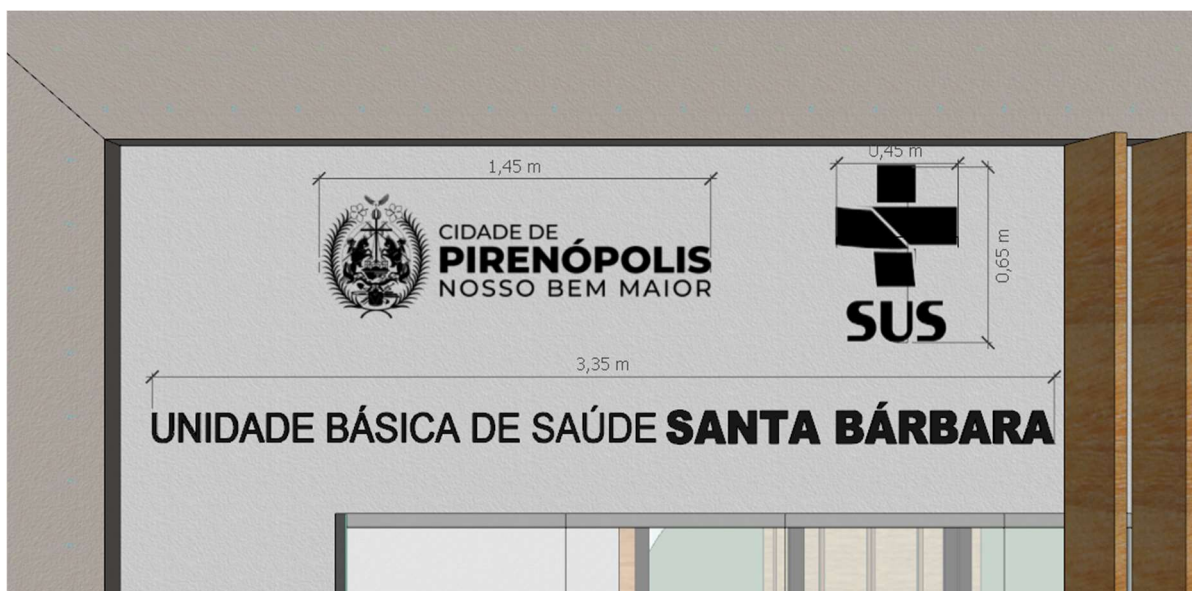 1,45 m
0,45 m
CIDADE DE
PIRENÓPOLIS
NOSSO BEM MAIOR
0,65 m
SUS
3,35 m
UNIDADE BÁSICA DE SAÚDE SANTA BÁRBARA